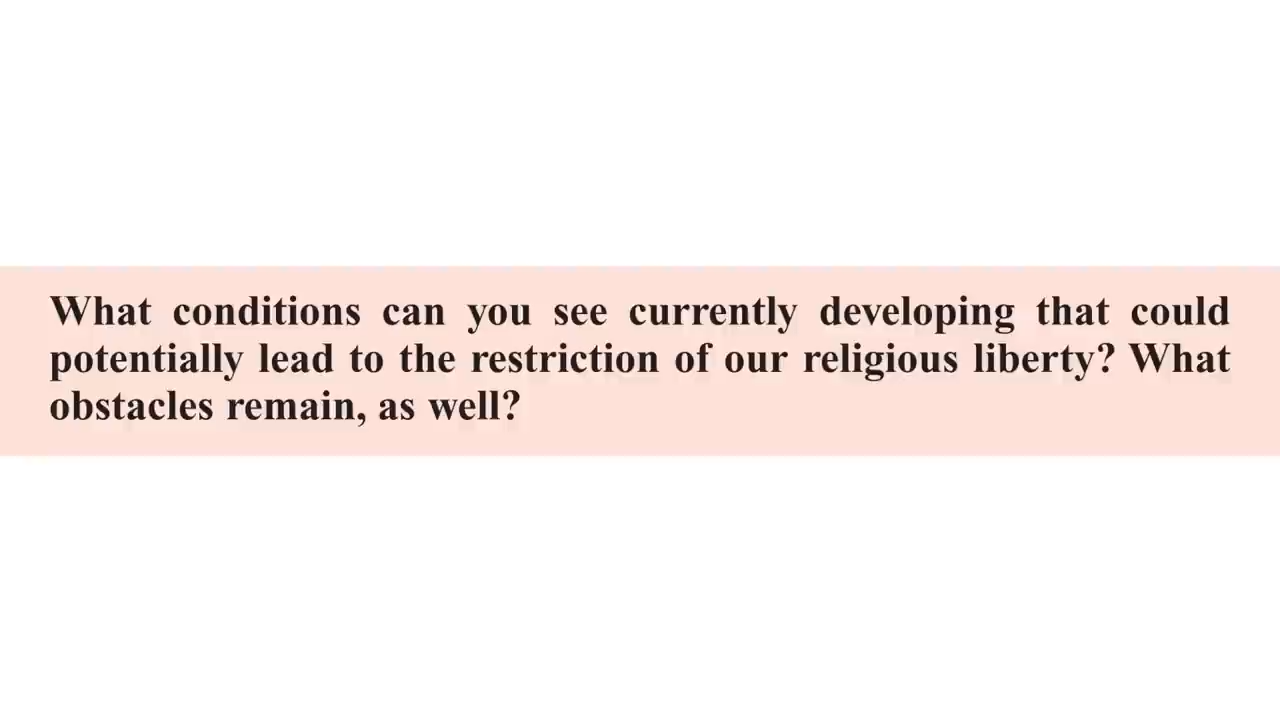 What conditions can you see currently developing that could
potentially lead to the restriction of our religious liberty? What
obstacles remain, as well?